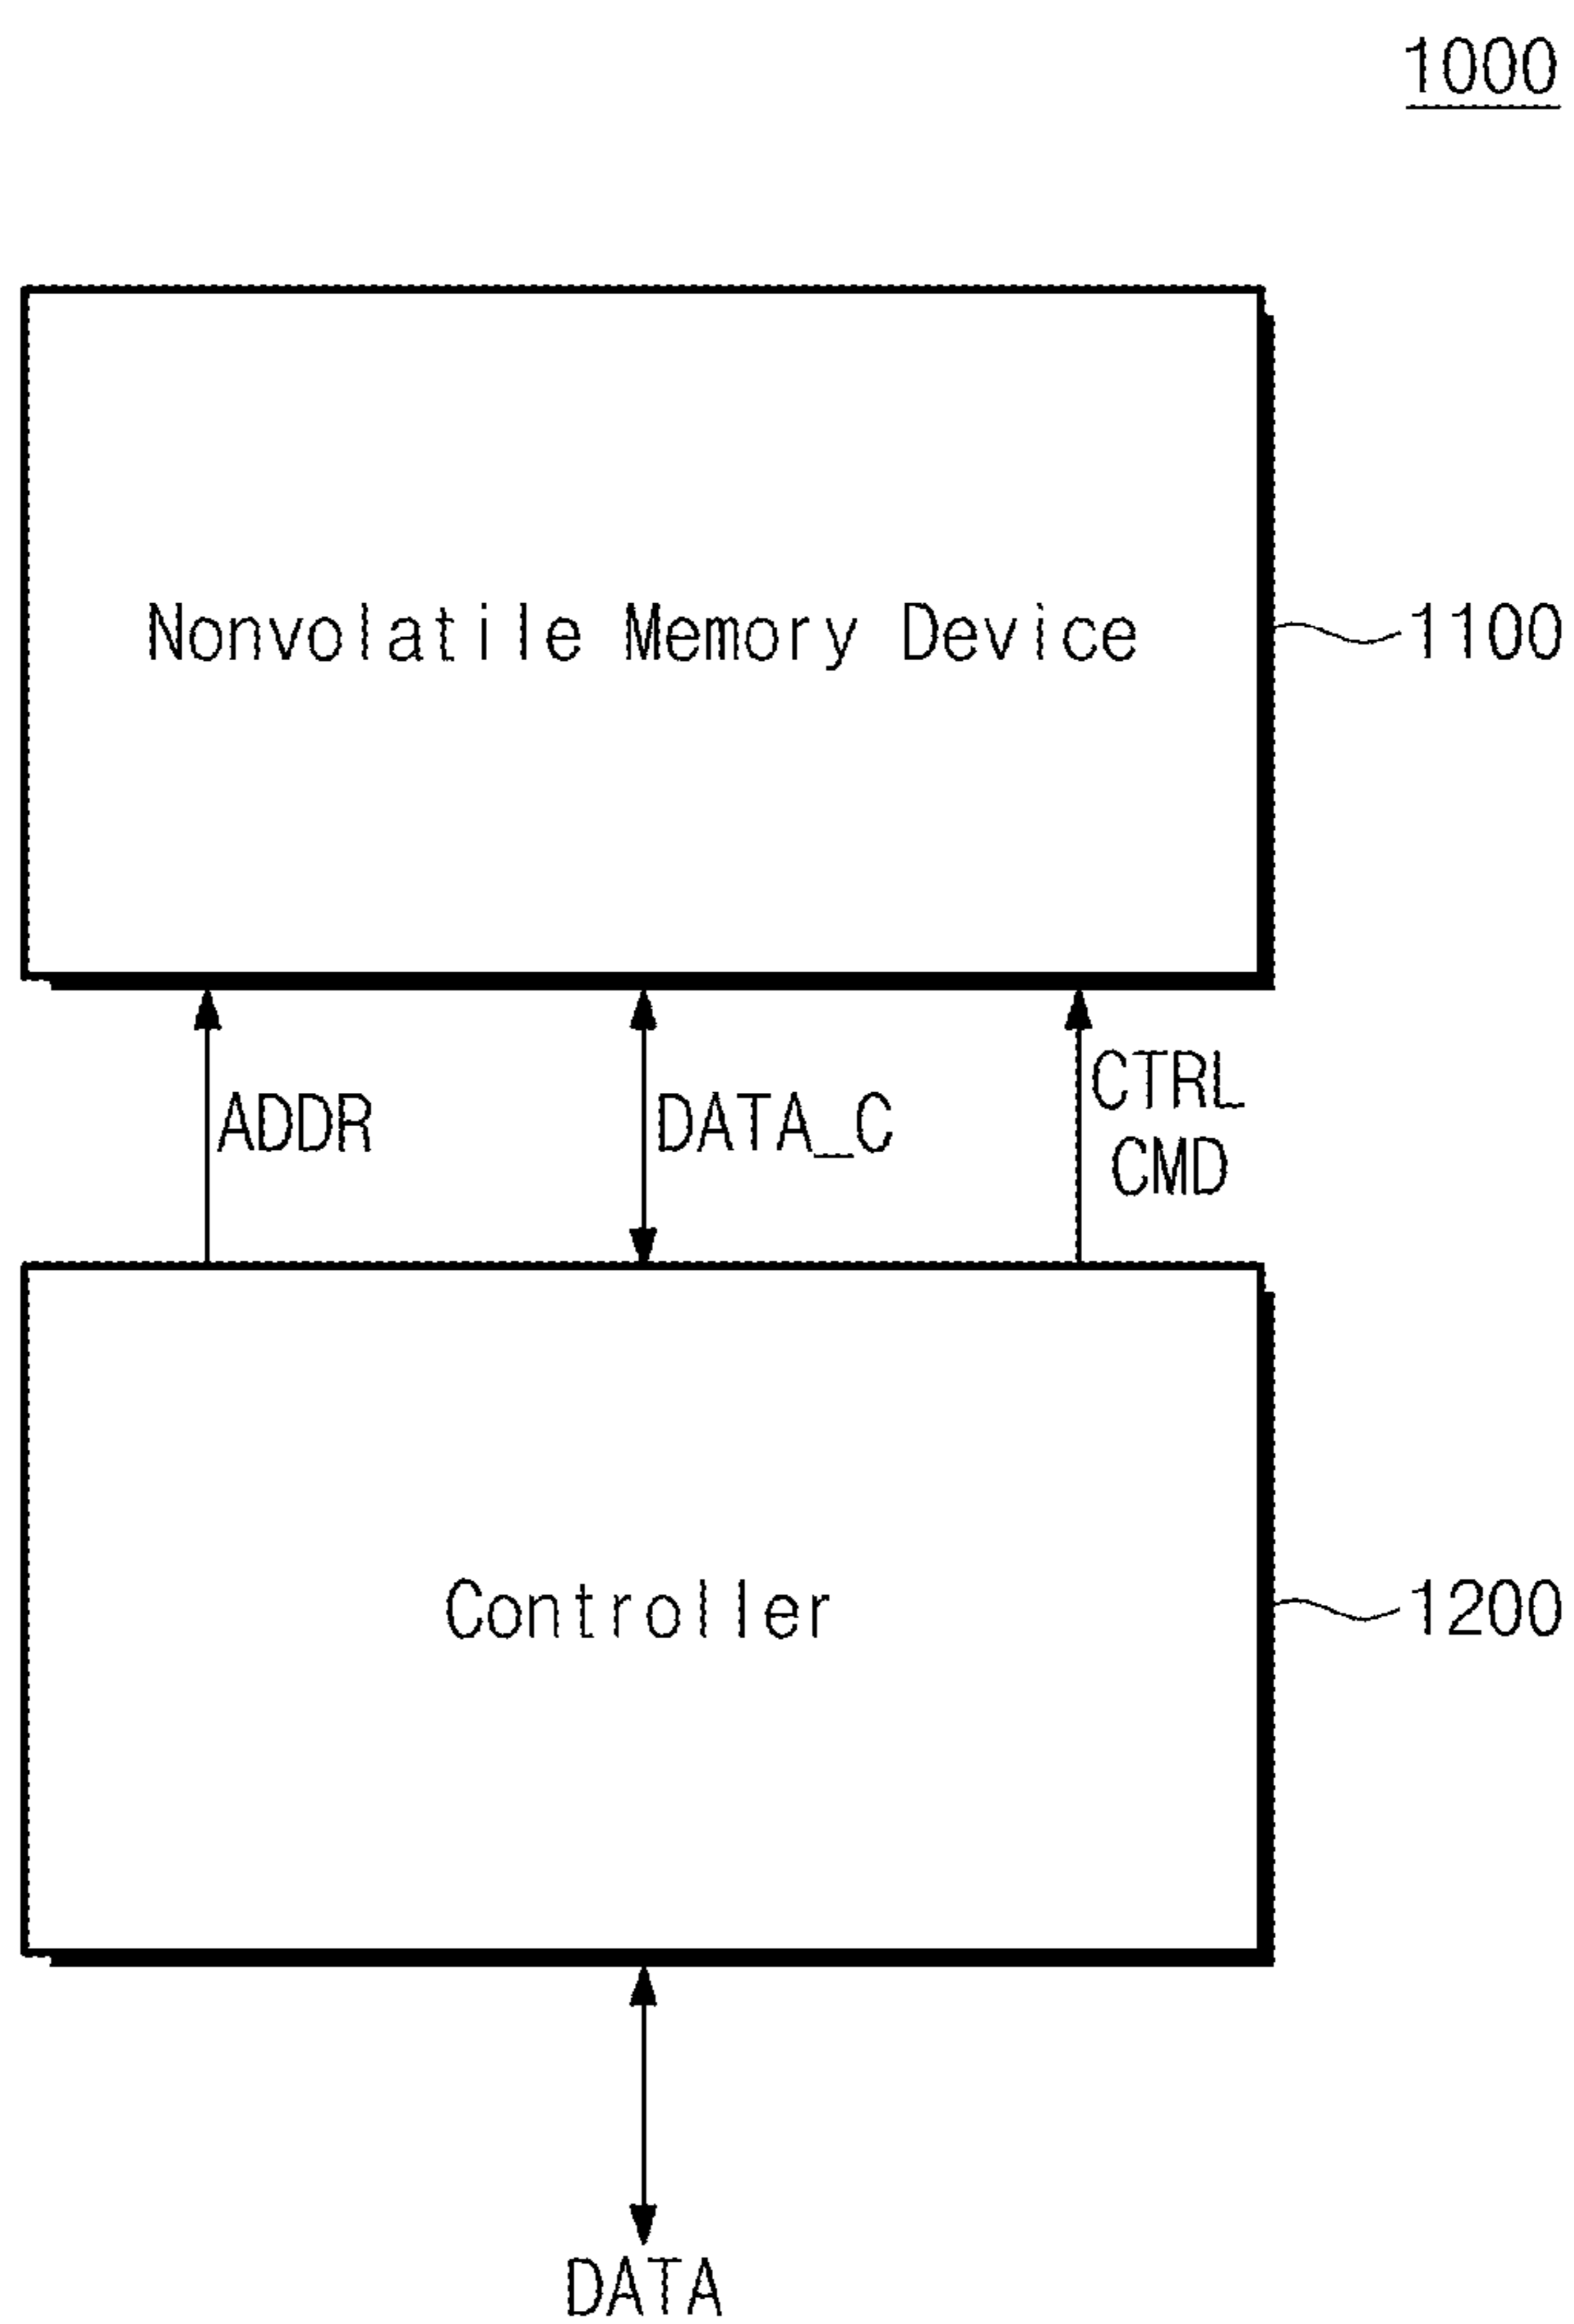 1000
Nonvolatile Memory Device
1100
ADDR
DATA_C
CTRL
CMD
Controller
1200
DATA